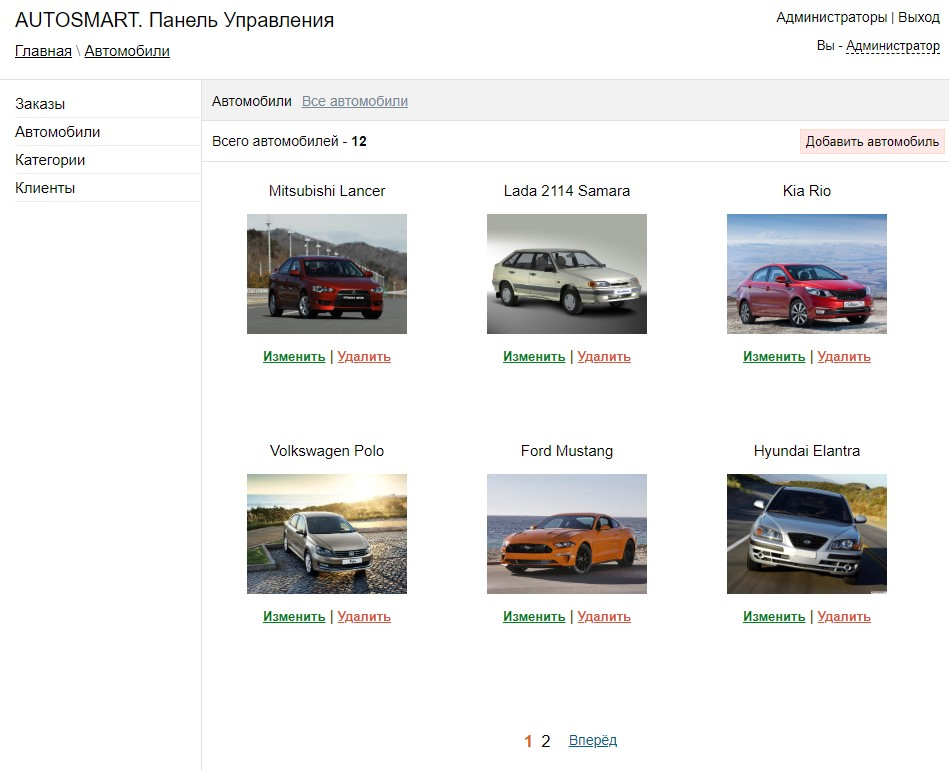 AUTOSMART. Панель Управления
Администраторы | Выход
Главная \ Автомобили
Вы - Администратор
Заказы
Автомобили
Категории
Клиенты
Автомобили Все автомобили
Всего автомобилей - 12
Добавить автомобиль
Mitsubishi Lancer
Lada 2114 Samara
Kia Rio
Изменить | Удалить
Изменить | Удалить
Изменить | Удалить
Volkswagen Polo
Ford Mustang
Hyundai Elantra
Изменить | Удалить
Изменить | Удалить
Изменить | Удалить
1 2 Вперёд